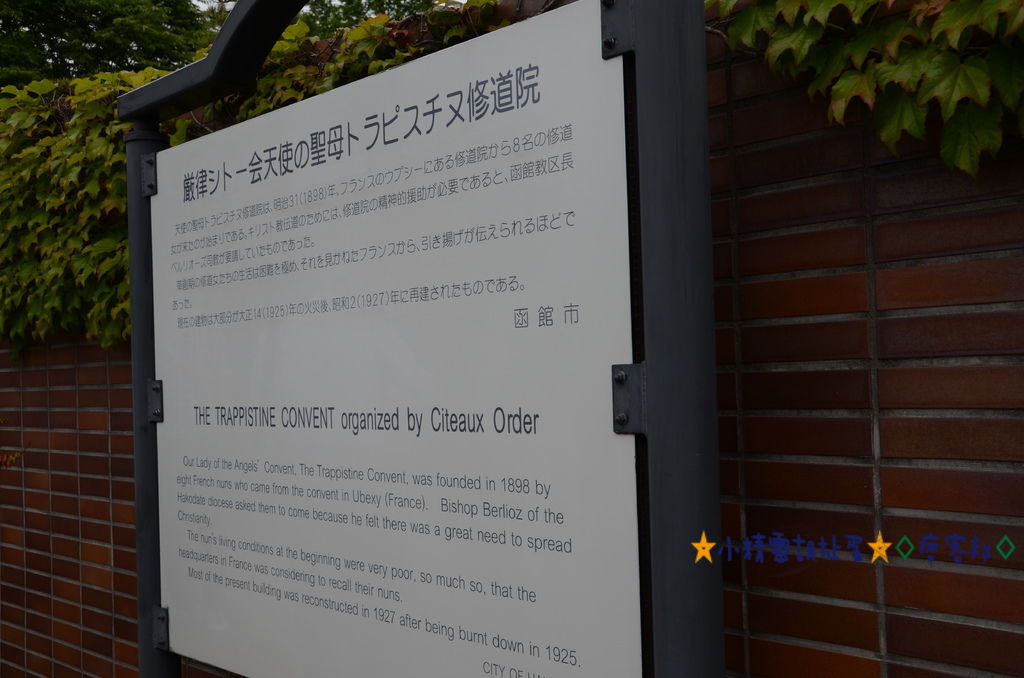 厳律シトー会天使の聖母トラピスチヌ修道院
天使の聖母トラピスチヌ修道院は、明治31(1898)年、フランスのウプシーにある修道院から8名の修道
女が来たのが始まりである。キリスト教伝道のためには、修道院の精神的援助が必要であると、函館教区長
ベルリオーズ司教が要請していたものであった。
草創期の修道女たちの生活は困難を極め、それを見かねたフランスから、引き揚げが伝えられるほどで
あった。
現在の建物は大部分が大正14(1925)年の火災後、昭和2(1927)年に再建されたものである。
函館市
THE TRAPPISTINE CONVENT organized by Citeaux Order
Our Lady of the Angels' Convent, The Trappistine Convent, was founded in 1898 by
eight French nuns who came from the convent in Ubexy (France). Bishop Berlioz of the
Hakodate diocese asked them to come because he felt there was a great need to spread
Christianity.
The nun's living conditions at the beginning were very poor, so much so, that the
headquarters in France was considering to recall their nuns.
Most of the present building was reconstructed in 1927 after being burnt down in 1925.
CITY OF
小精靈胡扯蛋 痞客邦